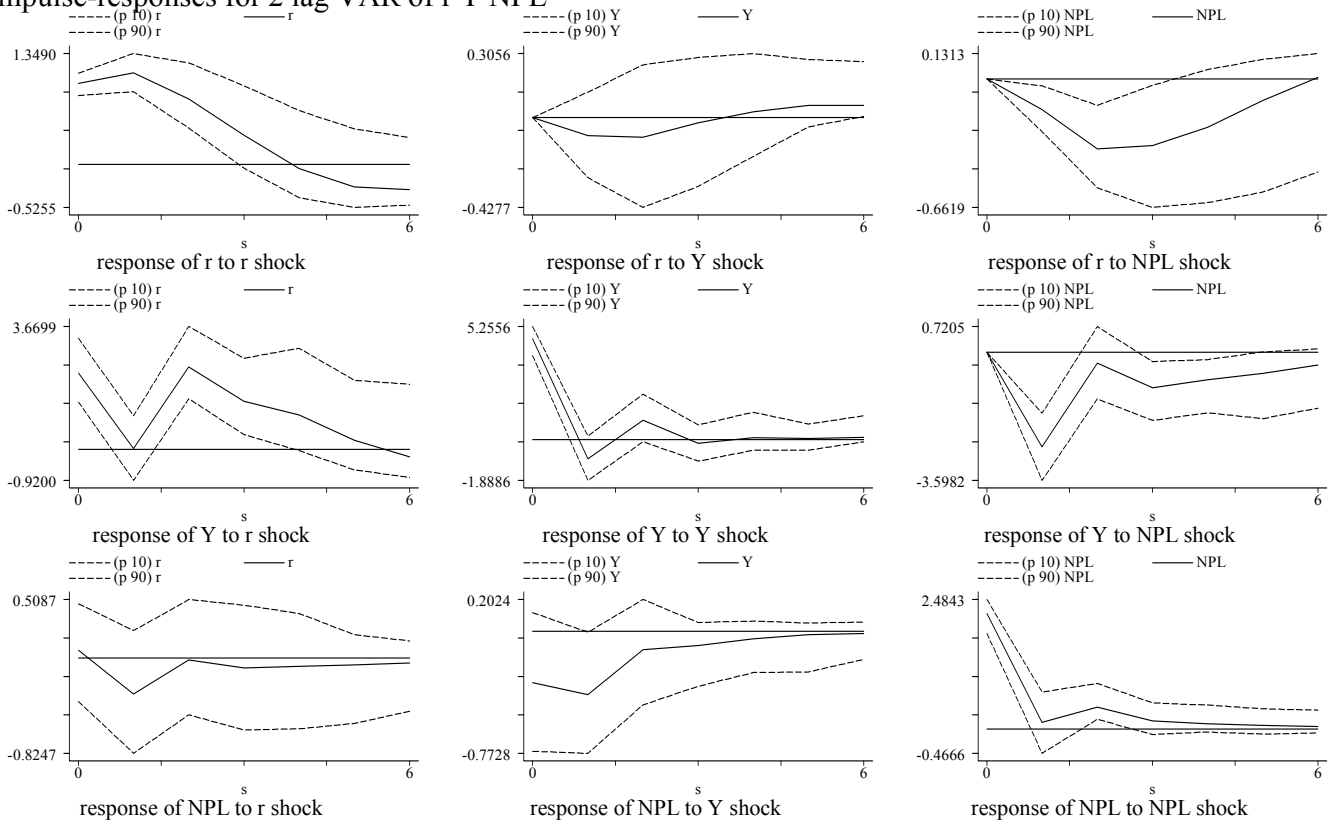 impulse-responses for 2 lag VAR of r Y NPL
(p 10) r r
(p 90) r
1.3490
-0.5255
0 6
s
response of r to r shock
(p 10) Y Y
(p 90) Y
0.3056
-0.4277
0 6
s
response of r to Y shock
(p 10) NPL NPL
(p 90) NPL
0.1313
-0.6619
0 6
s
response of r to NPL shock
(p 10) r r
(p 90) r
3.6699
-0.9200
0 6
s
response of Y to r shock
(p 10) Y Y
(p 90) Y
5.2556
-1.8886
0 6
s
response of Y to Y shock
(p 10) NPL NPL
(p 90) NPL
0.7205
-3.5982
0 6
s
response of Y to NPL shock
(p 10) r r
(p 90) r
0.5087
-0.8247
0 6
s
response of NPL to r shock
(p 10) Y Y
(p 90) Y
0.2024
-0.7728
0 6
s
response of NPL to Y shock
(p 10) NPL NPL
(p 90) NPL
2.4843
-0.4666
0 6
s
response of NPL to NPL shock